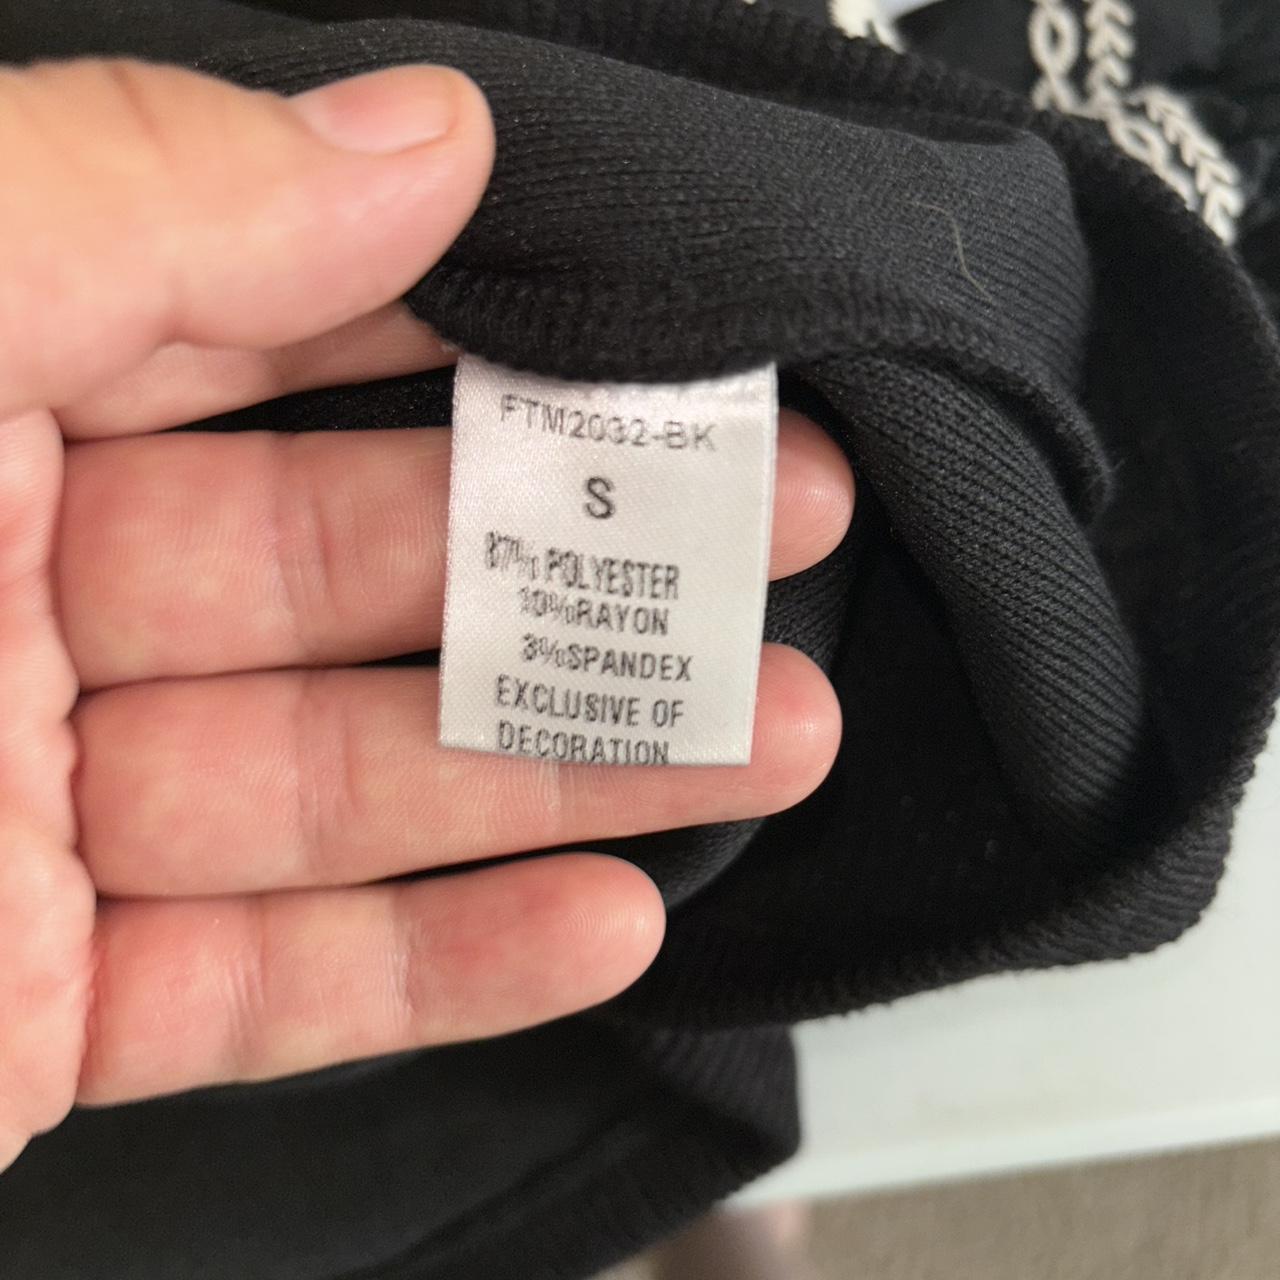 FTM2032-BK
S
87% POLYESTER
10%RAYON
3%SPANDEX
EXCLUSIVE OF
DECORATION